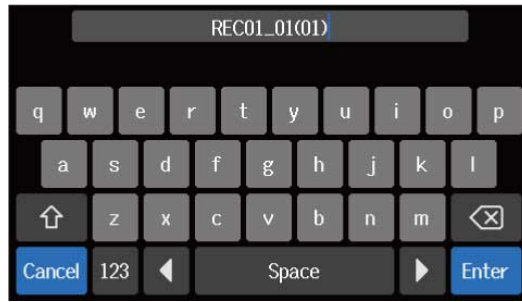 REC01_01(01)
q w e r t y u i o p
a s d f g h j k l
z x c v b n m
Cancel 123 Space Enter